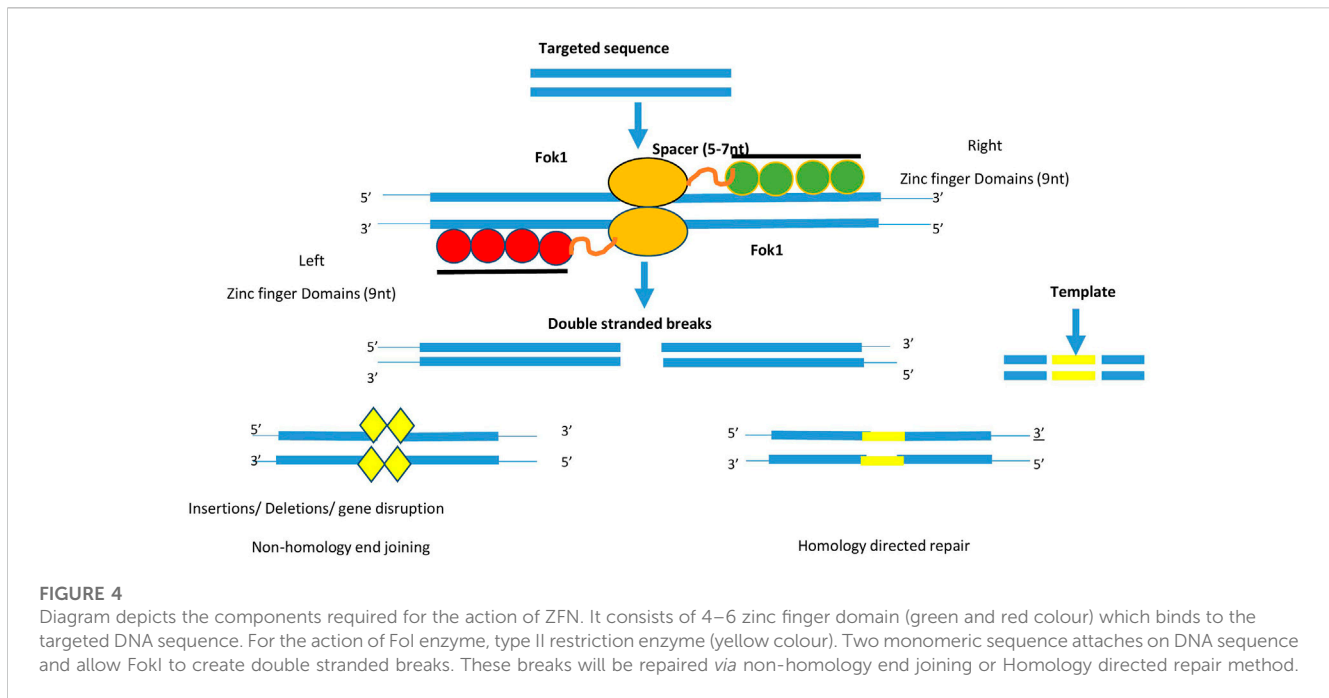 Targeted sequence
Spacer (5-7nt)
Fok1
Right
Zinc finger Domains (9nt)
5’
3’
3’
5’
Fok1
Left
Zinc finger Domains (9nt)
Template
Double stranded breaks
5’
3’
3’
5’
5’
3’
3’
5’
Insertions/ Deletions/ gene disruption
Non-homology end joining
5’
3’
3’
5’
Homology directed repair
FIGURE 4
Diagram depicts the components required for the action of ZFN. It consists of 4–6 zinc finger domain (green and red colour) which binds to the
targeted DNA sequence. For the action of FoI enzyme, type II restriction enzyme (yellow colour). Two monomeric sequence attaches on DNA sequence
and allow FokI to create double stranded breaks. These breaks will be repaired via non-homology end joining or Homology directed repair method.